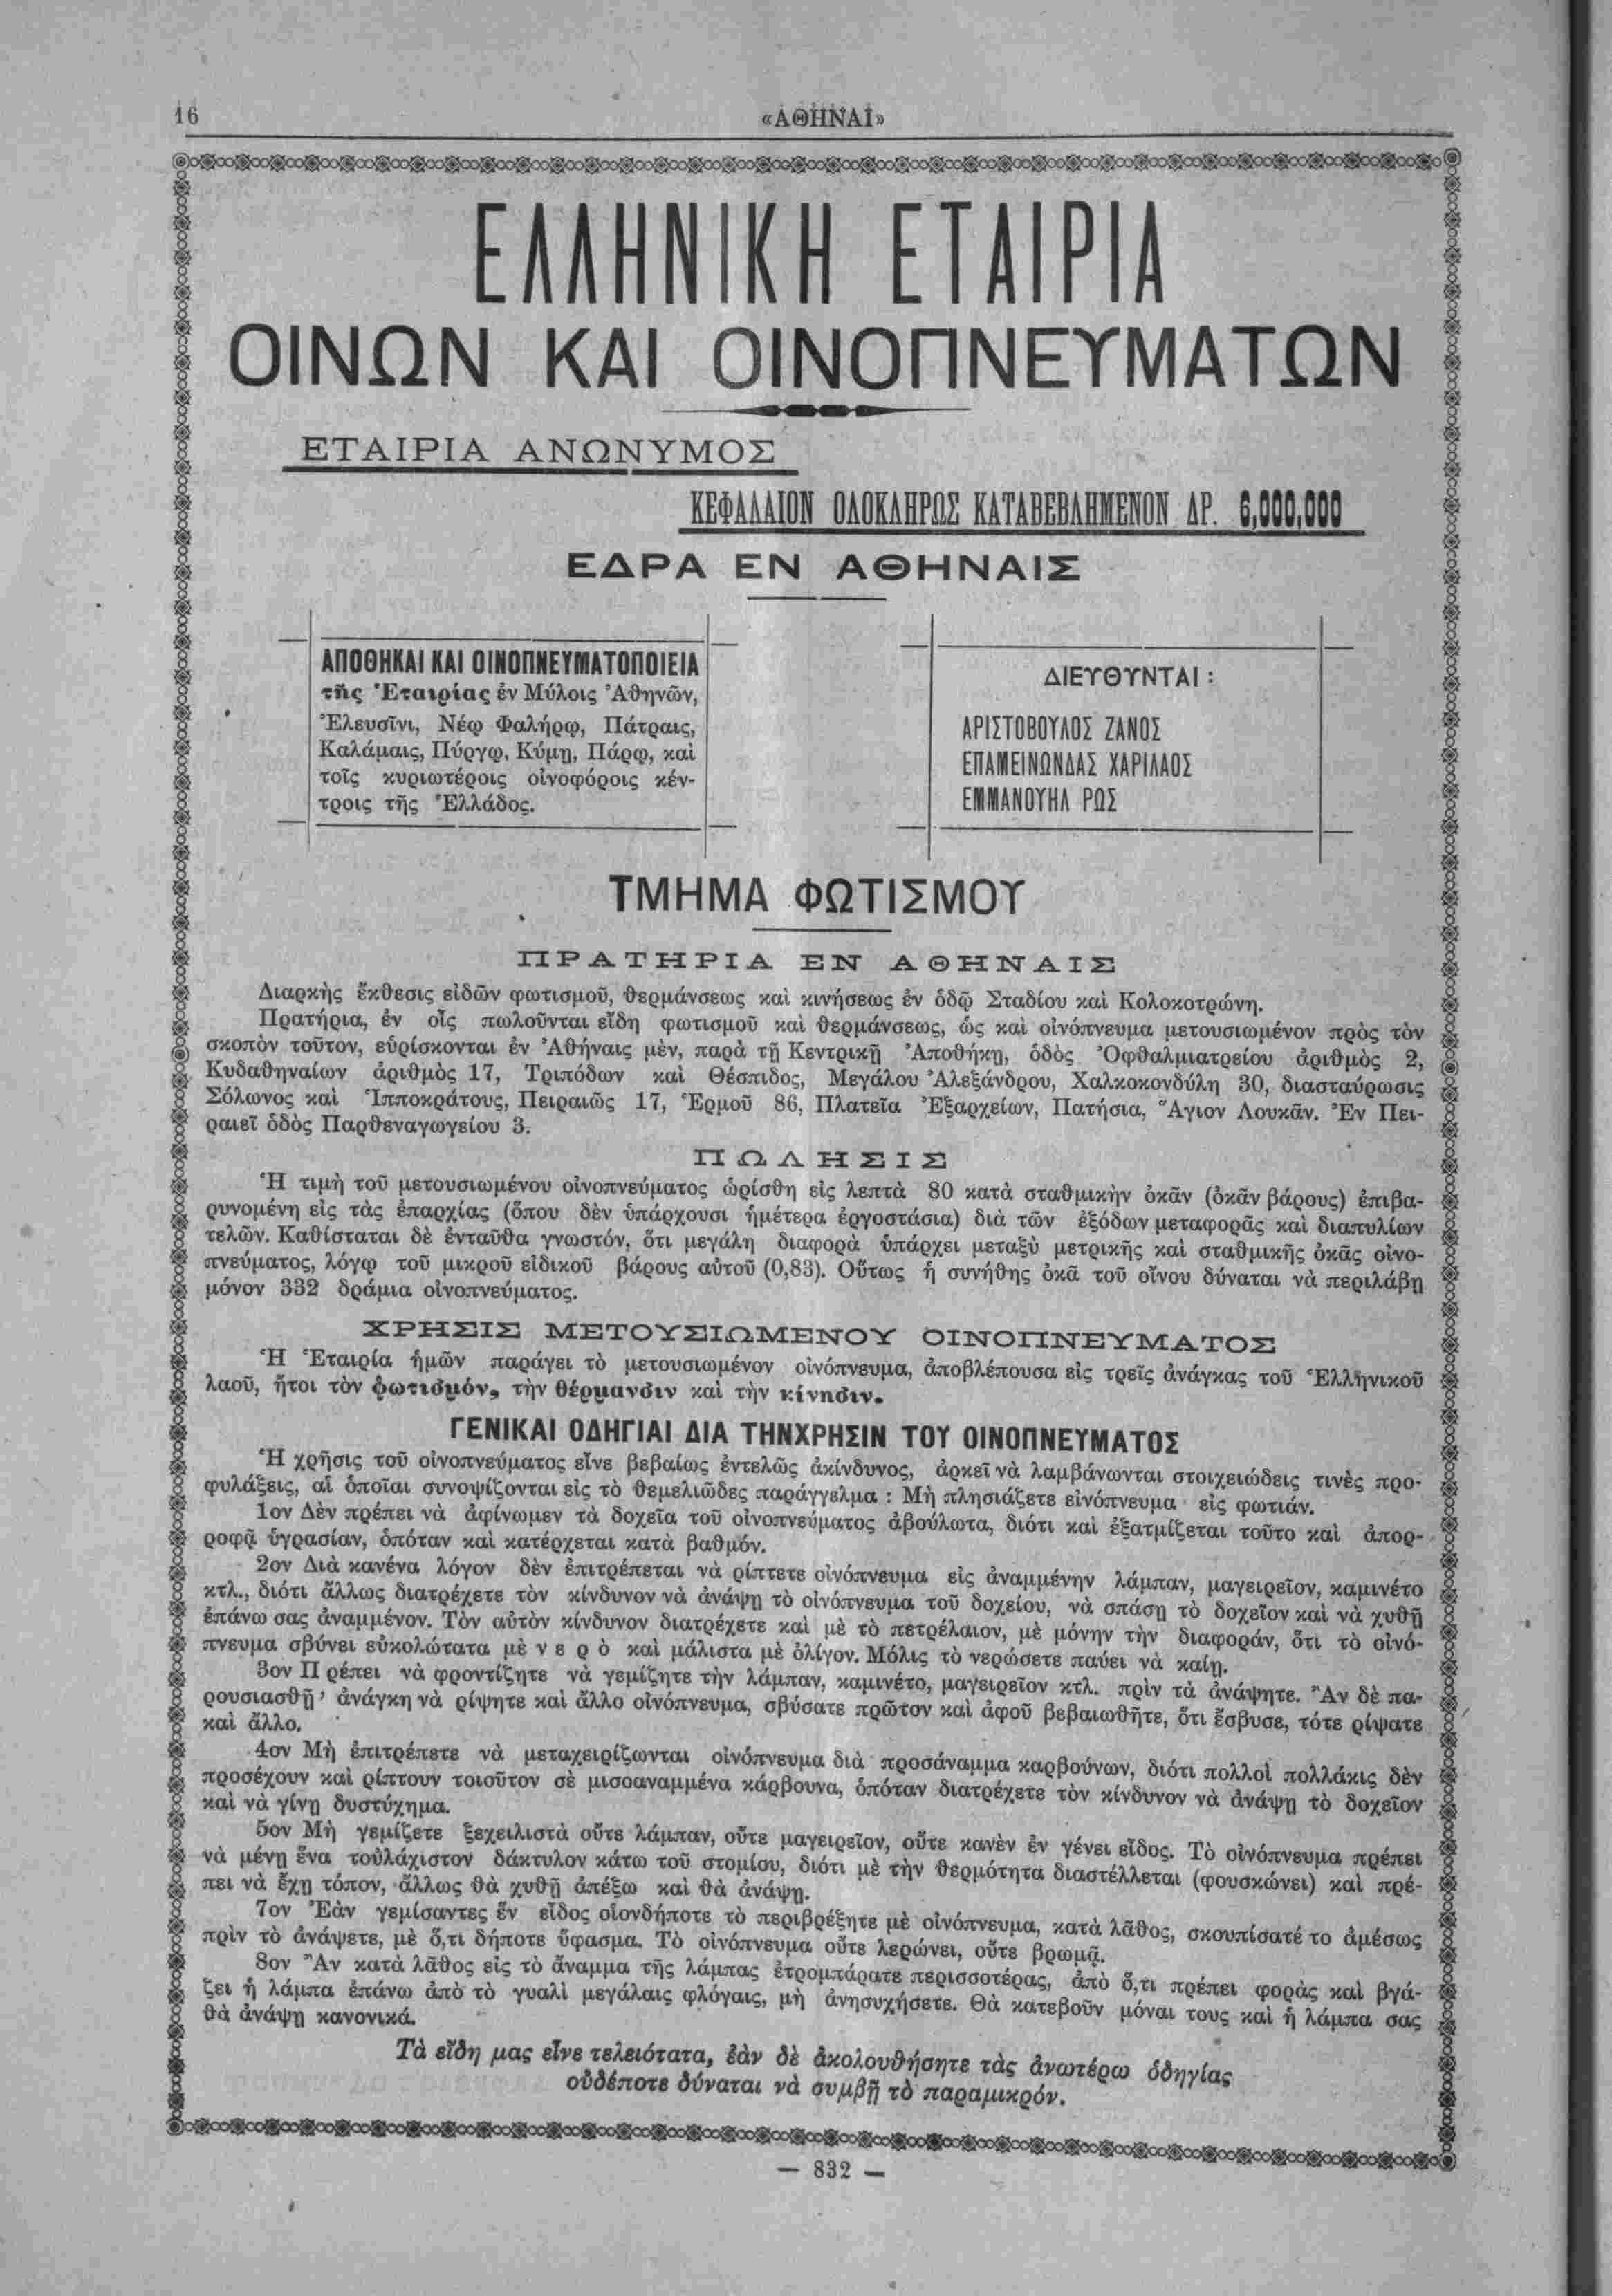 16
«ΑΘΗΝΑΙ»
ΕΛΛΗΝΙΚΗ ΕΤΑΙΡΙΑ
ΟΙΝΩΝ ΚΑΙ ΟΙΝΟΠΝΕΥΜΑΤΩΝ
ΕΤΑΙΡΙΑ ΑΝΩΝΥΜΟΣ
ΚΕΦΑΛΑΙΟΝ ΟΛΟΚΛΗΡΩΣ ΚΑΤΑΒΕΒΛΗΜΕΝΟΝ ΔΡ. 6,000,000
ΕΔΡΑ ΕΝ ΑΘΗΝΑΙΣ
ΑΠΟΘΗΚΑΙ ΚΑΙ ΟΙΝΟΠΝΕΥΜΑΤΟΠΟΙΕΙΑ
τῆς Ἑταιρίας ἐν Μύλοις Ἀθηνῶν,
Ἐλευσῖνι, Νέῳ Φαλήρῳ, Πάτραις,
Καλάμαις, Πύργῳ, Κύμῃ, Πάρῳ, καὶ
τοῖς κυριωτέροις οἰνοφόροις κέν-
τροις τῆς Ἑλλάδος.
ΔΙΕΥΘΥΝΤΑΙ :
ΑΡΙΣΤΟΒΟΥΛΟΣ ΖΑΝΟΣ
ΕΠΑΜΕΙΝΩΝΔΑΣ ΧΑΡΙΛΑΟΣ
ΕΜΜΑΝΟΥΗΛ ΡΩΣ
ΤΜΗΜΑ ΦΩΤΙΣΜΟΥ
ΠΡΑΤΗΡΙΑ ΕΝ ΑΘΗΝΑΙΣ
Διαρκὴς ἔκθεσις εἰδῶν φωτισμοῦ, θερμάνσεως καὶ κινήσεως ἐν ὁδῷ Σταδίου καὶ Κολοκοτρώνη.
Πρατήρια, ἐν οἷς πωλοῦνται εἴδη φωτισμοῦ καὶ θερμάνσεως, ὡς καὶ οἰνόπνευμα μετουσιωμένον πρὸς τὸν
σκοπὸν τοῦτον, εὑρίσκονται ἐν Ἀθήναις μὲν, παρὰ τῇ Κεντρικῇ Ἀποθήκῃ, ὁδὸς Ὀφθαλμιατρείου ἀριθμὸς 2,
Κυδαθηναίων ἀριθμὸς 17, Τριπόδων καὶ Θέσπιδος, Μεγάλου Ἀλεξάνδρου, Χαλκοκονδύλη 30, διασταύρωσις
Σόλωνος καὶ Ἱπποκράτους, Πειραιῶς 17, Ἑρμοῦ 86, Πλατεῖα Ἐξαρχείων, Πατήσια, Ἅγιον Λουκᾶν. Ἐν Πει-
ραιεῖ ὁδὸς Παρθεναγωγείου 3.
ΠΩΛΗΣΙΣ
Ἡ τιμὴ τοῦ μετουσιωμένου οἰνοπνεύματος ὡρίσθη εἰς λεπτὰ 80 κατὰ σταθμικὴν ὀκᾶν (ὀκᾶν βάρους) ἐπιβα-
ρυνομένη εἰς τὰς ἐπαρχίας (ὅπου δὲν ὑπάρχουσι ἡμέτερα ἐργοστάσια) διὰ τῶν ἐξόδων μεταφορᾶς καὶ διαπυλίων
τελῶν. Καθίσταται δὲ ἐνταῦθα γνωστόν, ὅτι μεγάλη διαφορὰ ὑπάρχει μεταξὺ μετρικῆς καὶ σταθμικῆς ὀκᾶς οἰνο-
πνεύματος, λόγῳ τοῦ μικροῦ εἰδικοῦ βάρους αὐτοῦ (0,83). Οὕτως ἡ συνήθης ὀκᾶ τοῦ οἴνου δύναται νὰ περιλάβῃ
μόνον 332 δράμια οἰνοπνεύματος.
ΧΡΗΣΙΣ ΜΕΤΟΥΣΙΩΜΕΝΟΥ ΟΙΝΟΠΝΕΥΜΑΤΟΣ
Ἡ Ἑταιρία ἡμῶν παράγει τὸ μετουσιωμένον οἰνόπνευμα, ἀποβλέπουσα εἰς τρεῖς ἀνάγκας τοῦ Ἑλληνικοῦ
λαοῦ, ἤτοι τὸν φωτισμόν, τὴν θέρμανσιν καὶ τὴν κίνησιν.
ΓΕΝΙΚΑΙ ΟΔΗΓΙΑΙ ΔΙΑ ΤΗΝΧΡΗΣΙΝ ΤΟΥ ΟΙΝΟΠΝΕΥΜΑΤΟΣ
Ἡ χρῆσις τοῦ οἰνοπνεύματος εἶνε βεβαίως ἐντελῶς ἀκίνδυνος, ἀρκεῖ νὰ λαμβάνωνται στοιχειώδεις τινὲς προ-
φυλάξεις, αἱ ὁποῖαι συνοψίζονται εἰς τὸ θεμελιῶδες παράγγελμα : Μὴ πλησιάζετε εἰνόπνευμα εἰς φωτιάν.
1ον Δὲν πρέπει νὰ ἀφίνωμεν τὰ δοχεῖα τοῦ οἰνοπνεύματος ἀβούλωτα, διότι καὶ ἐξατμίζεται τοῦτο καὶ ἀπορ-
ροφᾷ ὑγρασίαν, ὁπόταν καὶ κατέρχεται κατὰ βαθμόν.
2ον Διὰ κανένα λόγον δὲν ἐπιτρέπεται νὰ ρίπτετε οἰνόπνευμα εἰς ἀναμμένην λάμπαν, μαγειρεῖον, καμινέτο
κτλ., διότι ἄλλως διατρέχετε τὸν κίνδυνον νὰ ἀνάψῃ τὸ οἰνόπνευμα τοῦ δοχείου, νὰ σπάσῃ τὸ δοχεῖον καὶ νὰ χυθῇ
ἐπάνω σας ἀναμμένον. Τὸν αὐτὸν κίνδυνον διατρέχετε καὶ μὲ τὸ πετρέλαιον, μὲ μόνην τὴν διαφοράν, ὅτι τὸ οἰνό-
πνευμα σβύνει εὐκολώτατα μὲ ν ε ρ ὸ καὶ μάλιστα μὲ ὀλίγον. Μόλις τὸ νερώσετε παύει νὰ καίῃ.
3ον Π ρέπει νὰ φροντίζητε νὰ γεμίζητε τὴν λάμπαν, καμινέτο, μαγειρεῖον κτλ. πρὶν τὰ ἀνάψητε. Ἂν δὲ πα-
ρουσιασθῇ ἀνάγκη νὰ ρίψητε καὶ ἄλλο οἰνόπνευμα, σβύσατε πρῶτον καὶ ἀφοῦ βεβαιωθῆτε, ὅτι ἔσβυσε, τότε ρίψατε
καὶ ἄλλο.
4ον Μὴ ἐπιτρέπετε νὰ μεταχειρίζωνται οἰνόπνευμα διὰ προσάναμμα καρβούνων, διότι πολλοὶ πολλάκις δὲν
προσέχουν καὶ ρίπτουν τοιοῦτον σὲ μισοαναμμένα κάρβουνα, ὁπόταν διατρέχετε τὸν κίνδυνον νὰ ἀνάψῃ τὸ δοχεῖον
καὶ νὰ γίνῃ δυστύχημα.
5ον Μὴ γεμίζετε ξεχειλιστὰ οὔτε λάμπαν, οὔτε μαγειρεῖον, οὔτε κανὲν ἐν γένει εἶδος. Τὸ οἰνόπνευμα πρέπει
νὰ μένῃ ἕνα τοὐλάχιστον δάκτυλον κάτω τοῦ στομίου, διότι μὲ τὴν θερμότητα διαστέλλεται (φουσκώνει) καὶ πρέ-
πει νὰ ἔχῃ τόπον, ἄλλως θὰ χυθῇ ἀπέξω καὶ θὰ ἀνάψῃ.
7ον Ἐὰν γεμίσαντες ἓν εἶδος οἱονδήποτε τὸ περιβρέξητε μὲ οἰνόπνευμα, κατὰ λᾶθος, σκουπίσατέ το ἀμέσως
πρὶν τὸ ἀνάψετε, μὲ ὅ,τι δήποτε ὕφασμα. Τὸ οἰνόπνευμα οὔτε λερώνει, οὔτε βρωμᾷ.
8ον Ἂν κατὰ λᾶθος εἰς τὸ ἄναμμα τῆς λάμπας ἐτρομπάρατε περισσοτέρας, ἀπὸ ὅ,τι πρέπει φορὰς καὶ βγά-
ζει ἡ λάμπα ἐπάνω ἀπὸ τὸ γυαλὶ μεγάλαις φλόγαις, μὴ ἀνησυχήσετε. Θὰ κατεβοῦν μόναι τους καὶ ἡ λάμπα σας
θὰ ἀνάψῃ κανονικά.
Τὰ εἴδη μας εἶνε τελειότατα, ἐὰν δὲ ἀκολουθήσητε τὰς ἀνωτέρω ὁδηγίας
οὐδέποτε δύναται νὰ συμβῇ τὸ παραμικρόν.
— 832 —